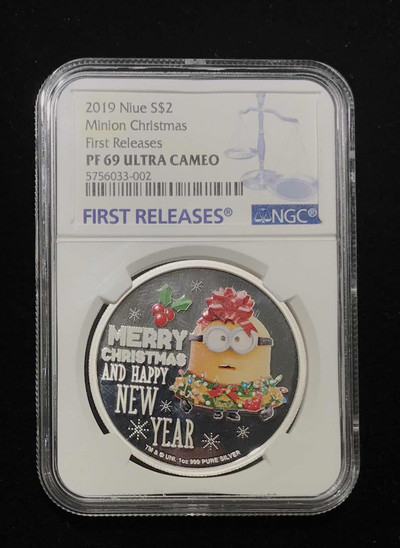 2019 Niue S$2
Minion Christmas
First Releases
PF 69 ULTRA CAMEO
5756033-002
FIRST RELEASES®
NGC®
MERRY
CHRISTMAS
AND HAPPY
NEW
YEAR
TM & © UNI. 1oz 999 PURE SILVER